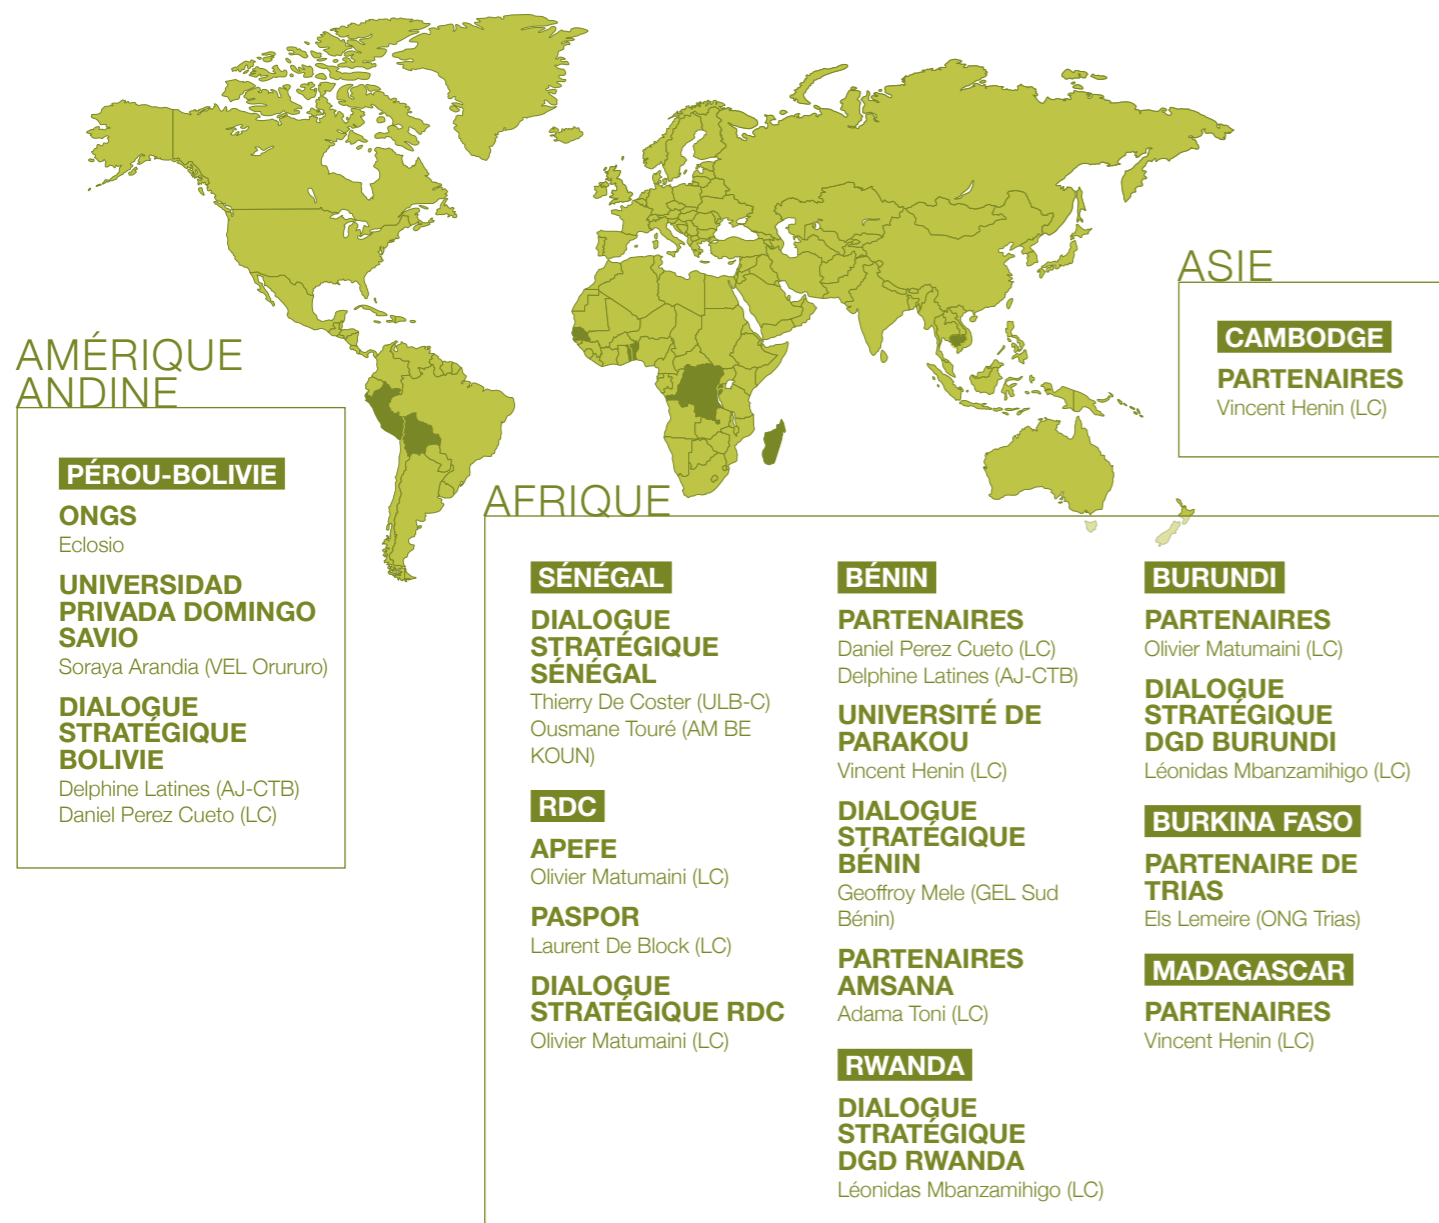 AMÉRIQUE
ANDINE
PÉROU-BOLIVIE
ONGS
Eclosio
UNIVERSIDAD
PRIVADA DOMINGO
SAVIO
Soraya Arandia (VEL Orururo)
DIALOGUE
STRATÉGIQUE
BOLIVIE
Delphine Latines (AJ-CTB)
Daniel Perez Cueto (LC)
ASIE
CAMBODGE
PARTENAIRES
Vincent Henin (LC)
AFRIQUE
SÉNÉGAL
DIALOGUE
STRATÉGIQUE
SÉNÉGAL
Thierry De Coster (ULB-C)
Ousmane Touré (AM BE
KOUN)
RDC
APEFE
Olivier Matumaini (LC)
PASPOR
Laurent De Block (LC)
DIALOGUE
STRATÉGIQUE RDC
Olivier Matumaini (LC)
BÉNIN
PARTENAIRES
Daniel Perez Cueto (LC)
Delphine Latines (AJ-CTB)
UNIVERSITÉ DE
PARAKOU
Vincent Henin (LC)
DIALOGUE
STRATÉGIQUE
BÉNIN
Geoffroy Mele (GEL Sud
Bénin)
PARTENAIRES
AMSANA
Adama Toni (LC)
RWANDA
DIALOGUE
STRATÉGIQUE
DGD RWANDA
Léonidas Mbanzamihigo (LC)
BURUNDI
PARTENAIRES
Olivier Matumaini (LC)
DIALOGUE
STRATÉGIQUE
DGD BURUNDI
Léonidas Mbanzamihigo (LC)
BURKINA FASO
PARTENAIRE DE
TRIAS
Els Lemeire (ONG Trias)
MADAGASCAR
PARTENAIRES
Vincent Henin (LC)